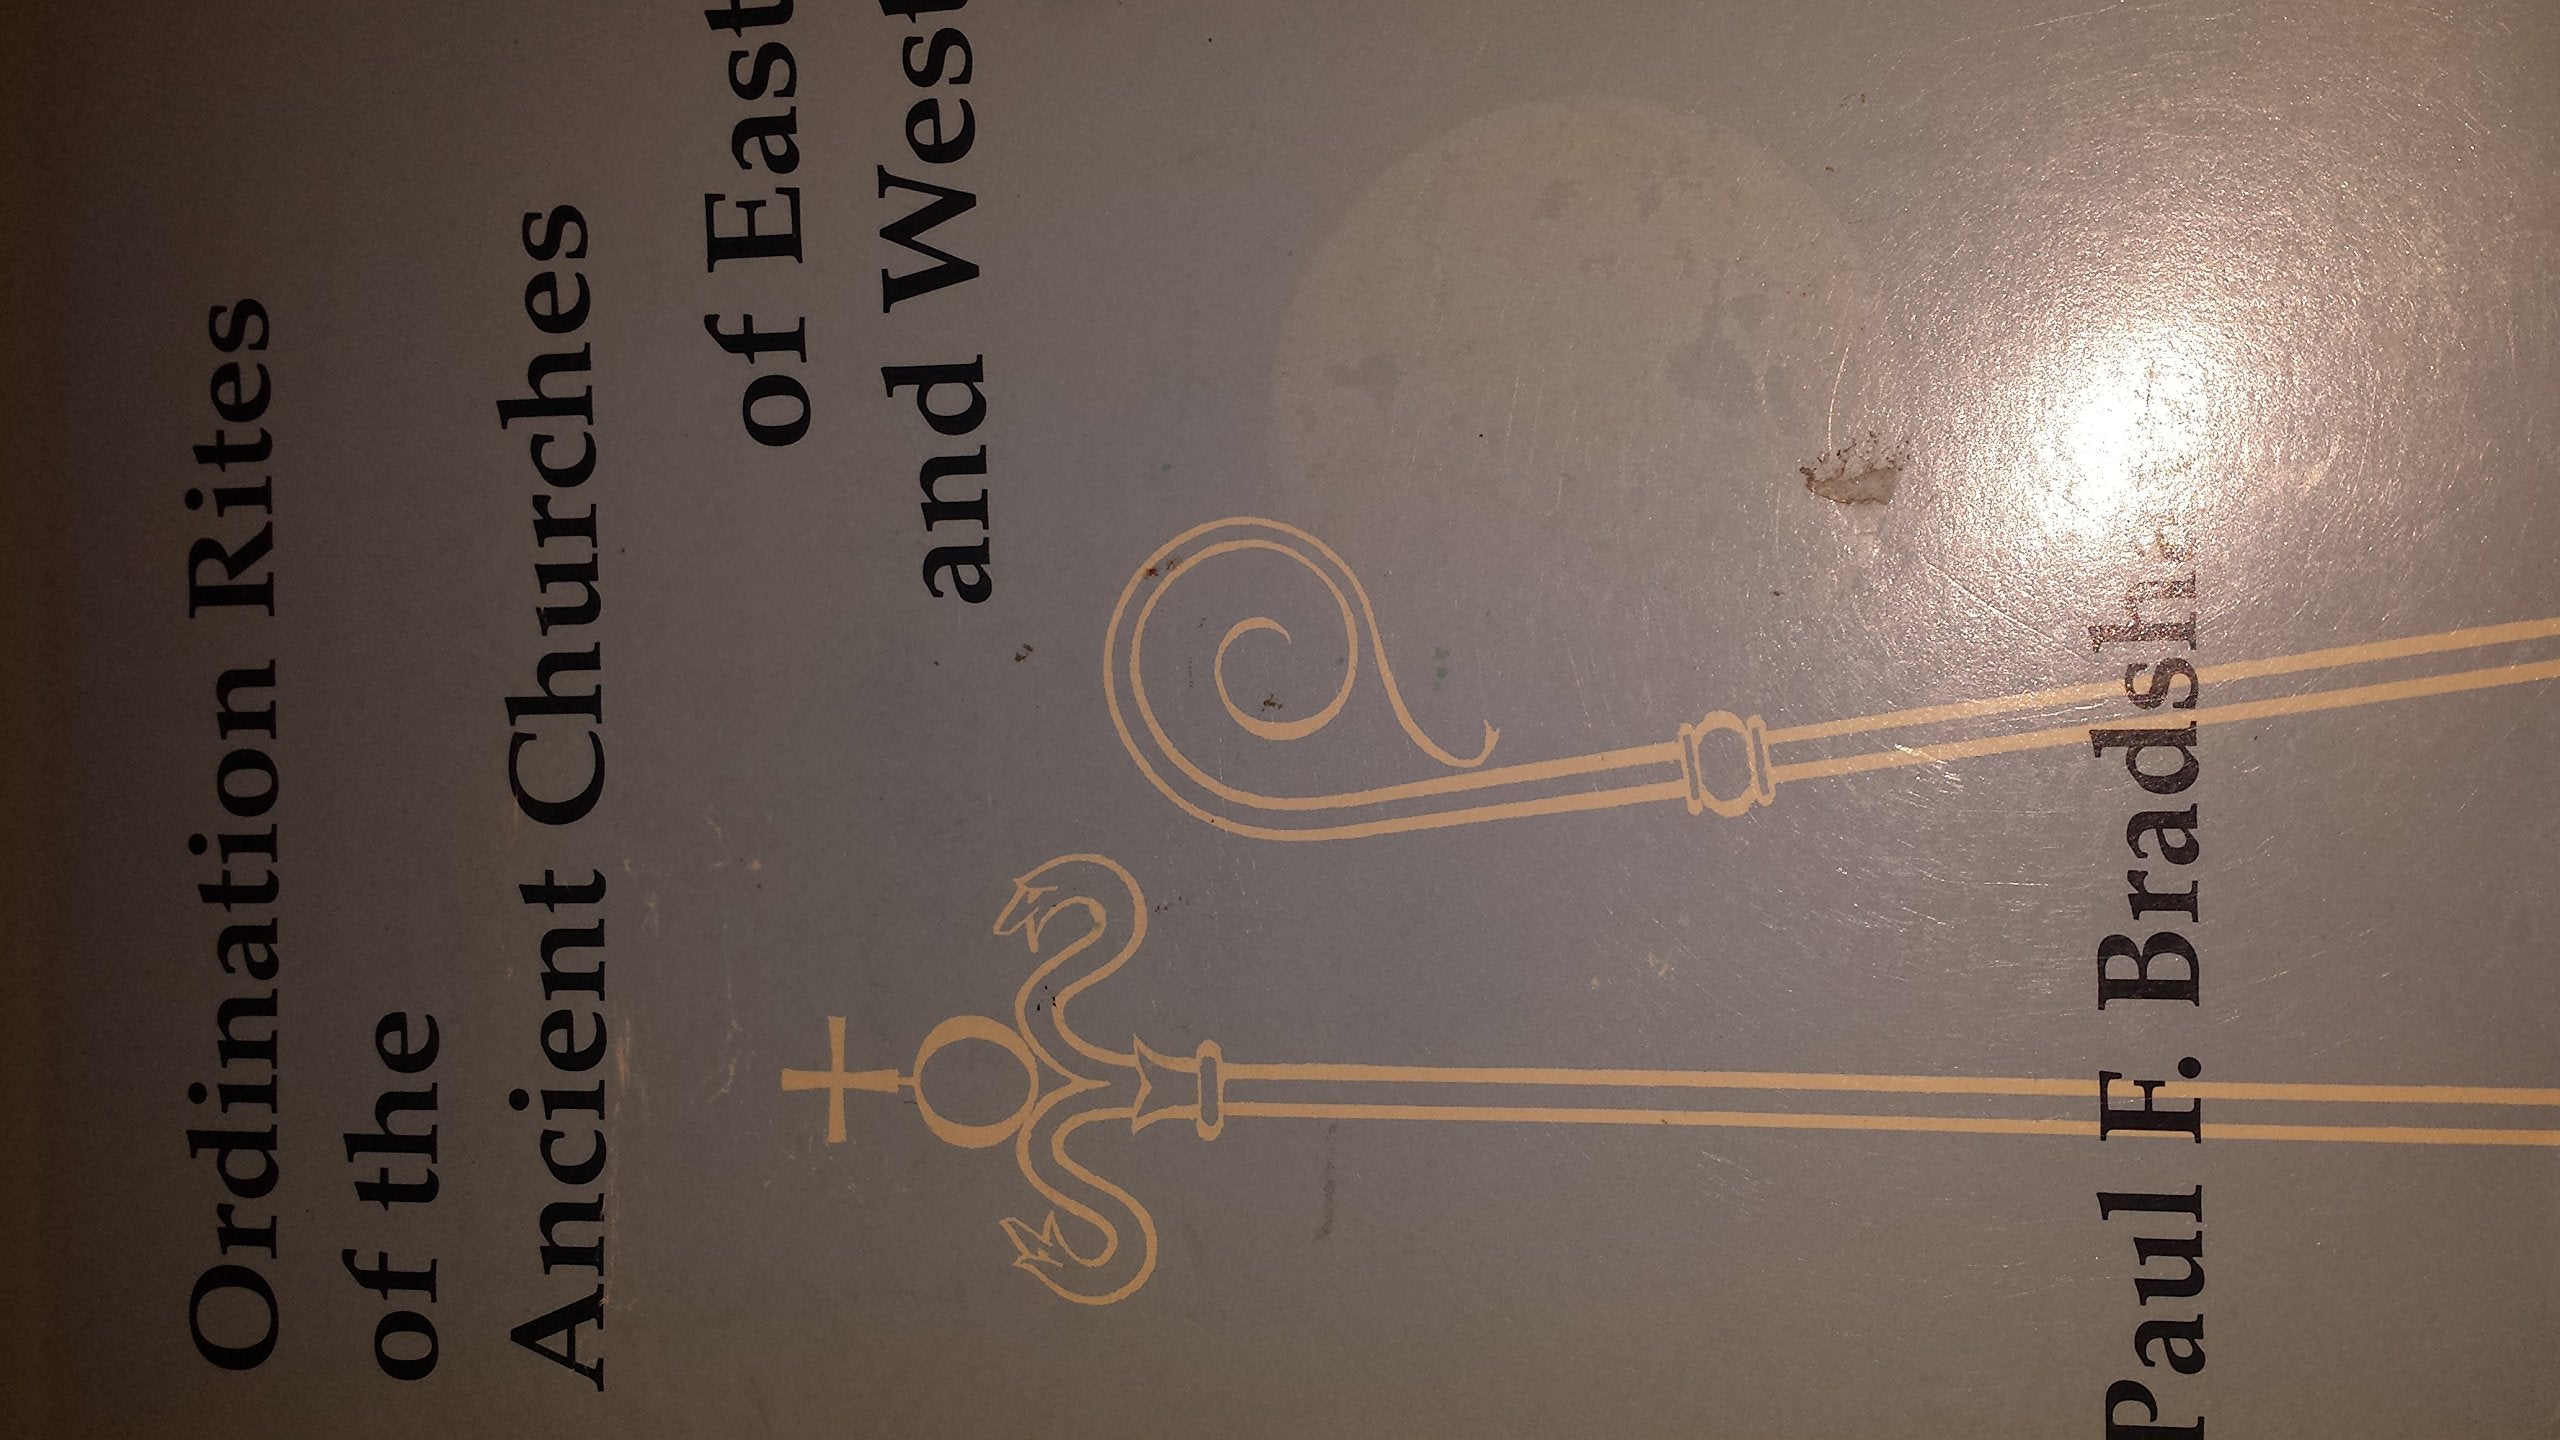 Ordination Rites
of the
Ancient Churches
of East
and West
Paul F. Bradsh